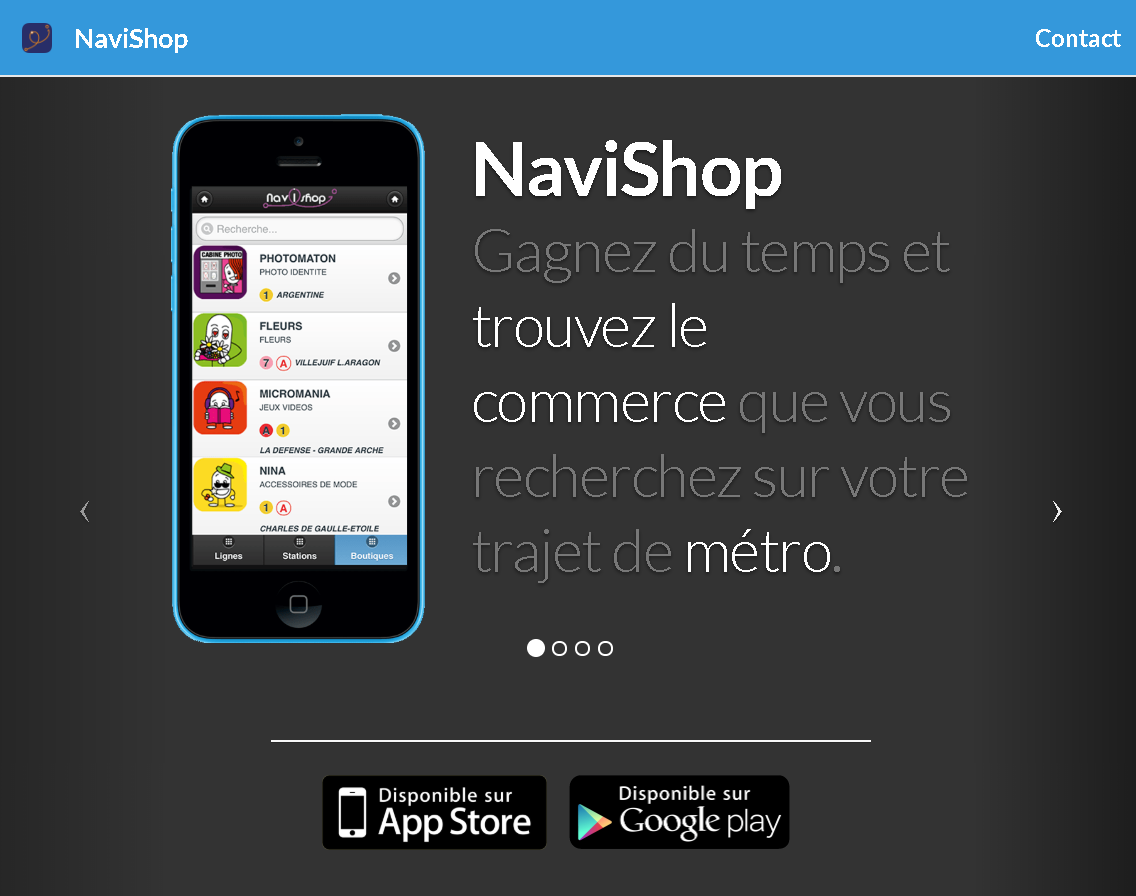 NaviShop
Contact
navishop
Recherche...
CABINE PHOTO
PHOTOMATON
PHOTO IDENTITE
1 ARGENTINE
FLEURS
FLEURS
7 A VILLEJUIF L.ARAGON
MICROMANIA
JEUX VIDEOS
A 1
LA DEFENSE - GRANDE ARCHE
NINA
ACCESSOIRES DE MODE
1 A
CHARLES DE GAULLE-ETOILE
Lignes
Stations
Boutiques
NaviShop
Gagnez du temps et
trouvez le
commerce que vous
recherchez sur votre
trajet de métro.
Disponible sur
App Store
Disponible sur
Google play